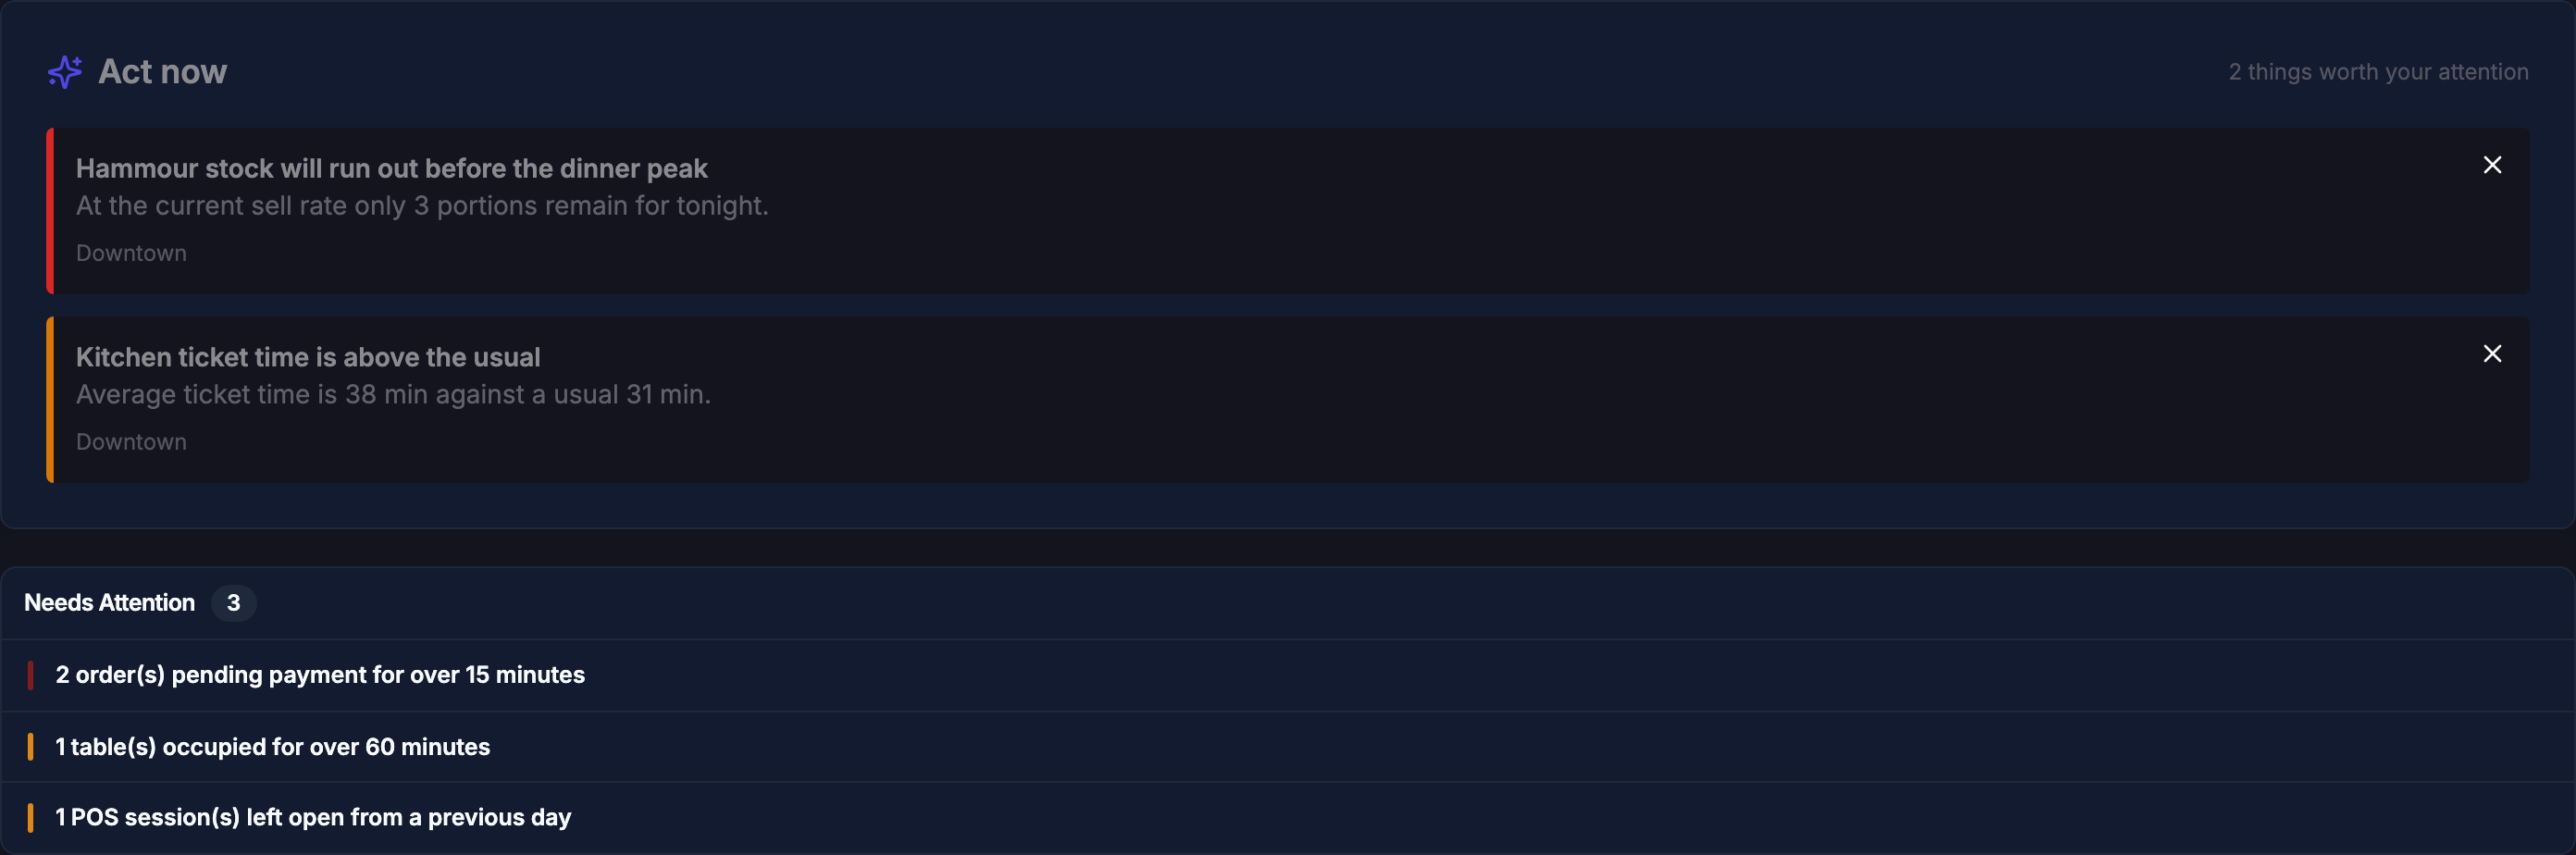 Act now
2 things worth your attention
Hammour stock will run out before the dinner peak
At the current sell rate only 3 portions remain for tonight.
Downtown
Kitchen ticket time is above the usual
Average ticket time is 38 min against a usual 31 min.
Downtown
Needs Attention 3
2 order(s) pending payment for over 15 minutes
1 table(s) occupied for over 60 minutes
1 POS session(s) left open from a previous day